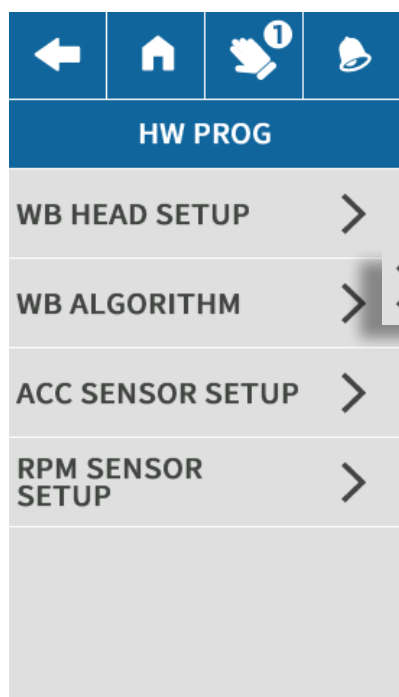 1
HW PROG
WB HEAD SETUP
WB ALGORITHM
ACC SENSOR SETUP
RPM SENSOR
SETUP